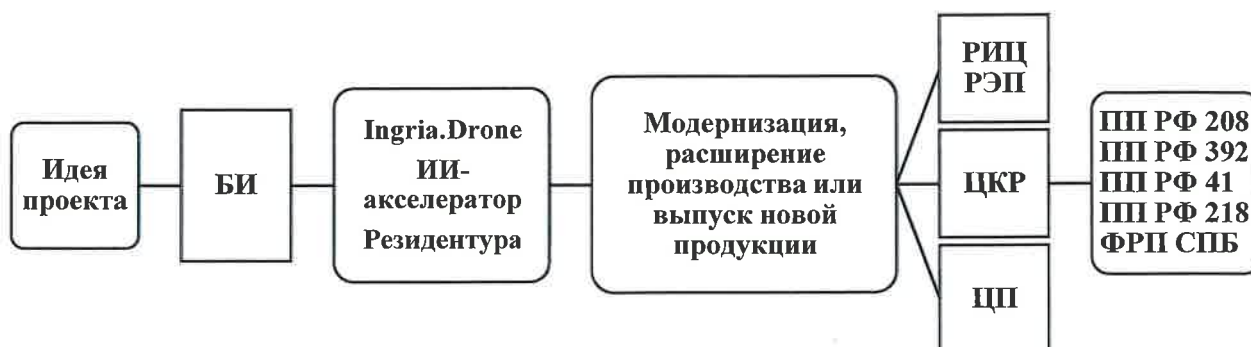 Идея
проекта
БИ
Ingria.Drone
ИИ-
акселератор
Резидентура
Модернизация,
расширение
производства или
выпуск новой
продукции
РИЦ
РЭП
ЦКР
ЦП
ПП РФ 208
ПП РФ 392
ПП РФ 41
ПП РФ 218
ФРП СПБ